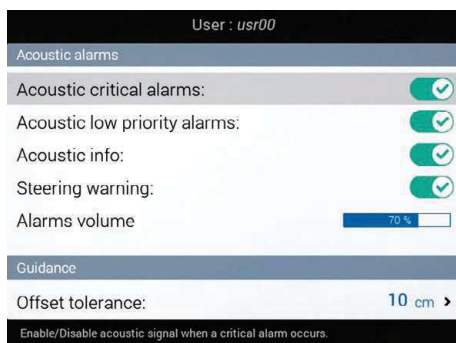 User : usr00
Acoustic alarms
Acoustic critical alarms:
Acoustic low priority alarms:
Acoustic info:
Steering warning:
Alarms volume 70 %
Guidance
Offset tolerance: 10 cm >
Enable/Disable acoustic signal when a critical alarm occurs.